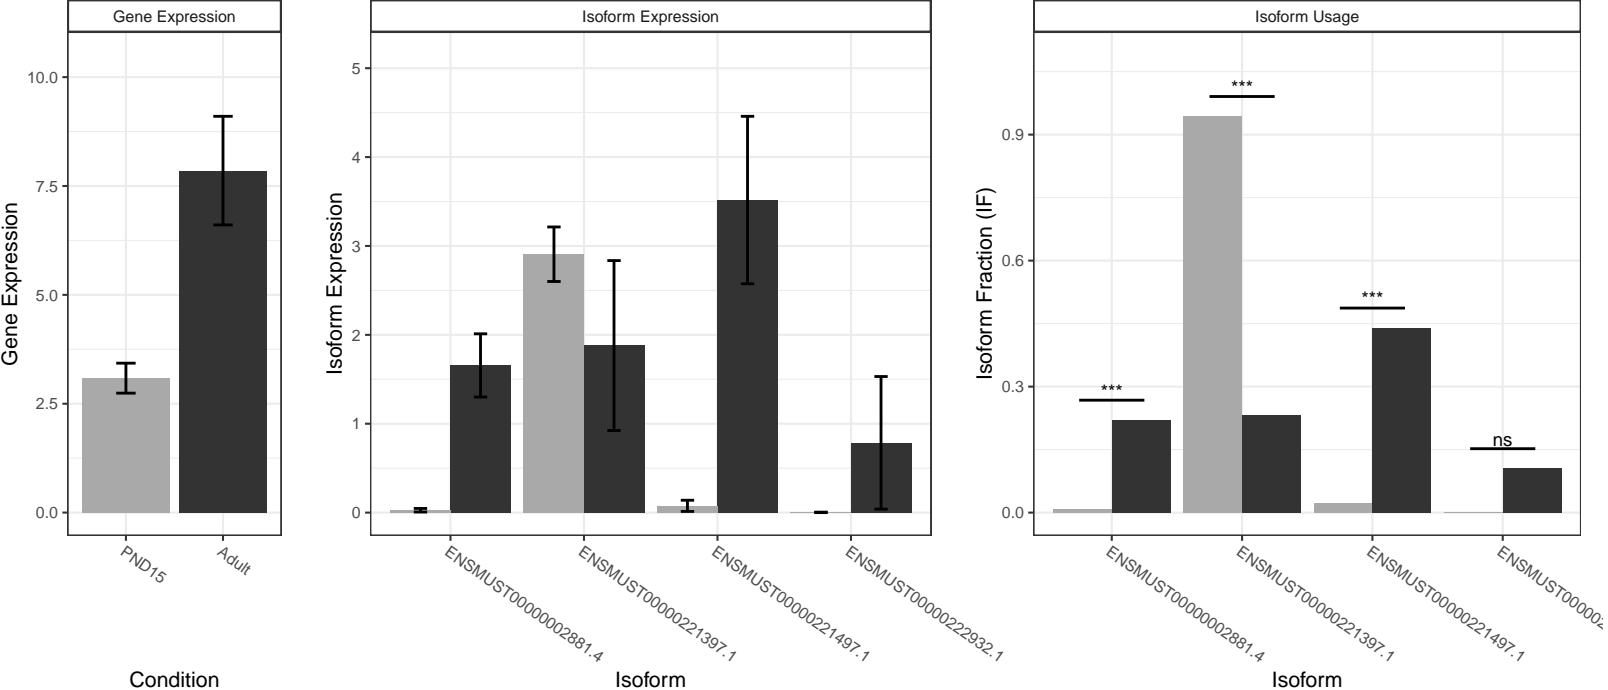 Gene Expression
Isoform Expression
Isoform Usage
Gene Expression
10.0
7.5
5.0
2.5
0.0
PND15
Adult
Condition
Isoform Expression
5
4
3
2
1
0
ENSMUST00000002881.4
ENSMUST00000221397.1
ENSMUST00000221497.1
ENSMUST00000222932.1
Isoform
Isoform Fraction (IF)
0.9
0.6
0.3
0.0
***
***
***
ns
ENSMUST00000002881.4
ENSMUST00000221397.1
ENSMUST00000221497.1
ENSMUST000002
Isoform